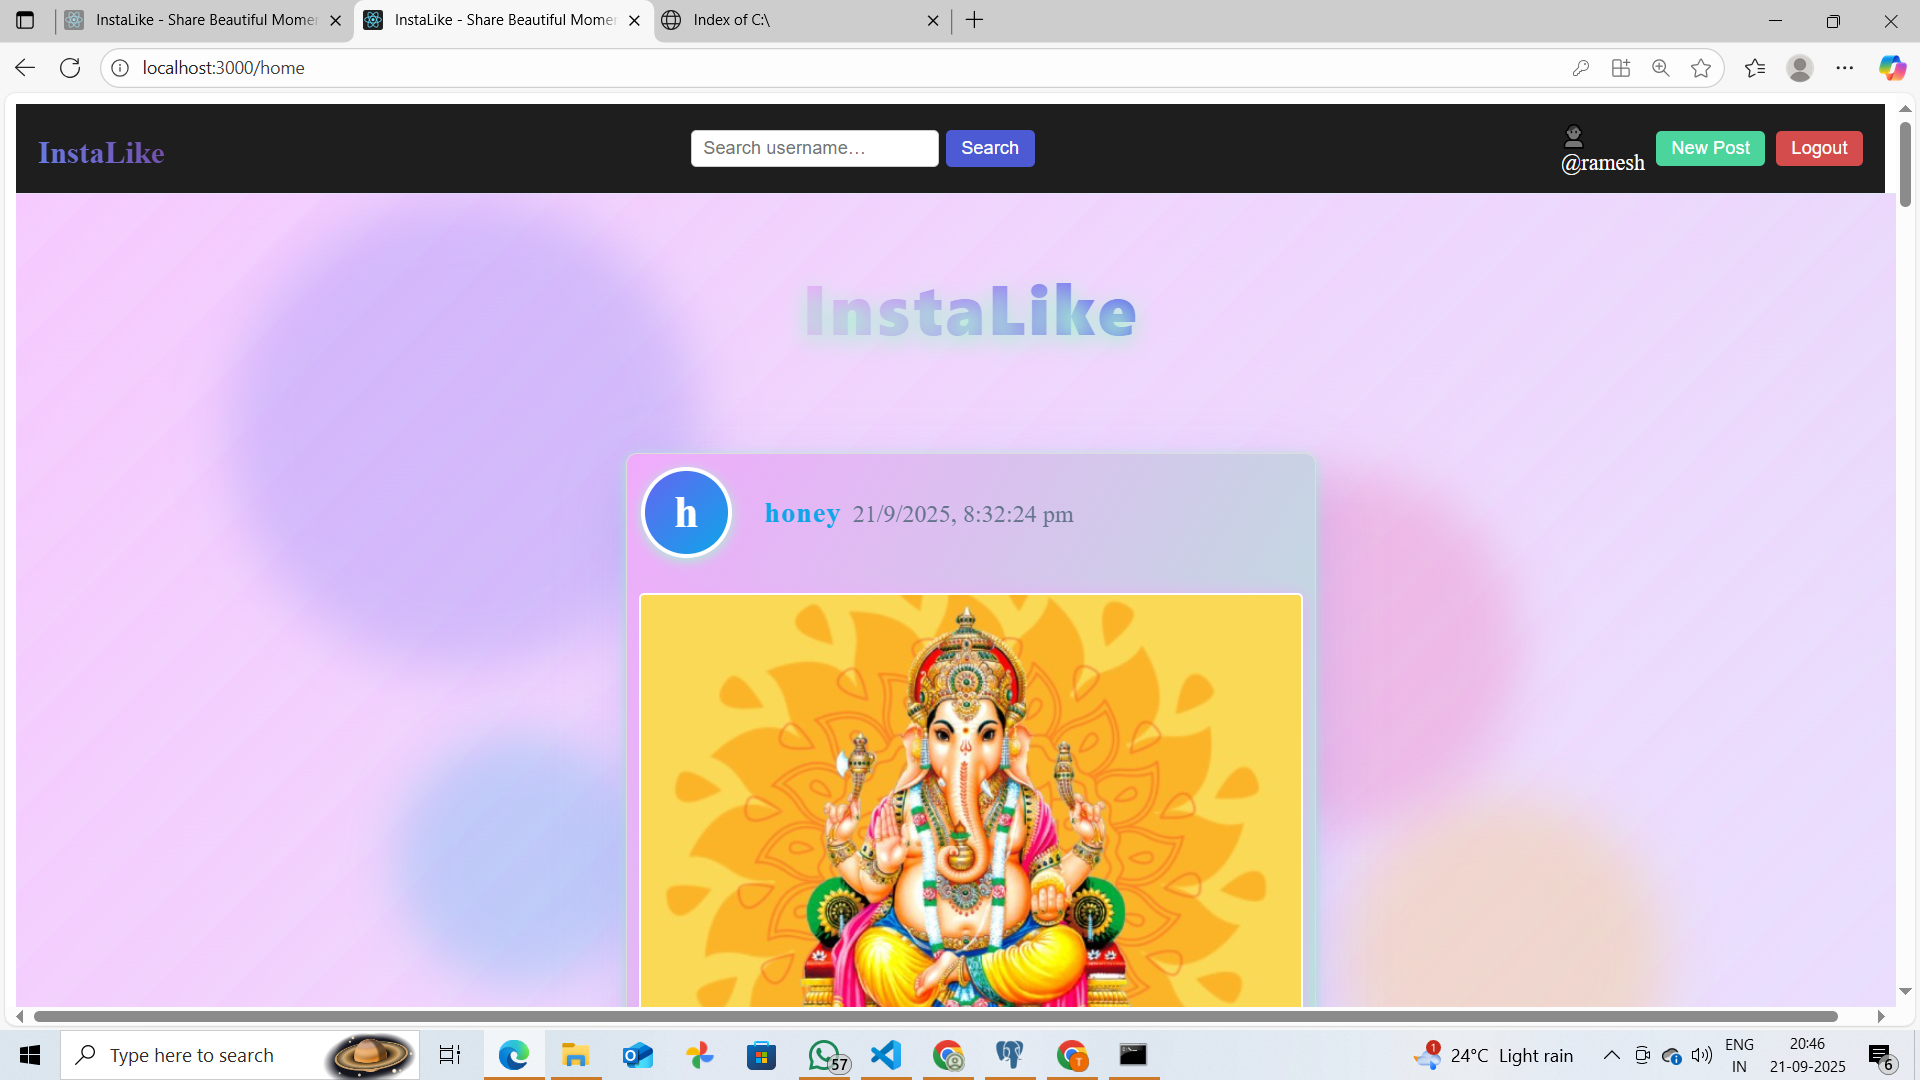 InstaLike - Share Beautiful Momen
InstaLike - Share Beautiful Momen
Index of C:\
localhost:3000/home
InstaLike
Search username...
Search
@ramesh
New Post
Logout
InstaLike
h
honey 21/9/2025, 8:32:24 pm
Type here to search
57
T
1
24°C Light rain
ENG
IN
20:46
21-09-2025
6